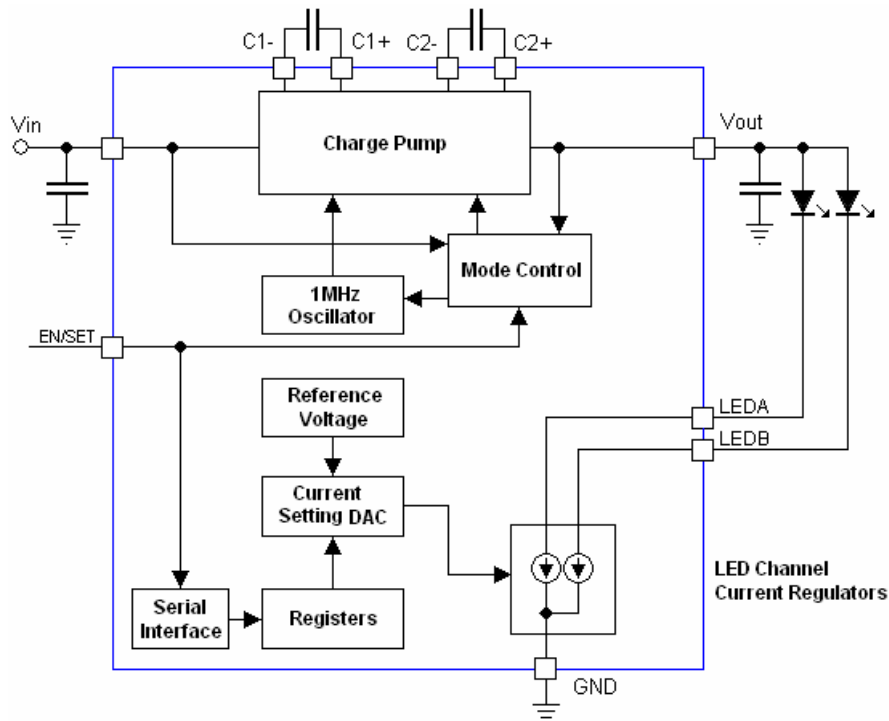 C1- C1+ C2- C2+
Vin
Charge Pump
Vout
Mode Control
1MHz
Oscillator
EN/SET
Reference
Voltage
LEDA
LEDB
Current
Setting DAC
LED Channel
Current Regulators
Serial
Interface
Registers
GND